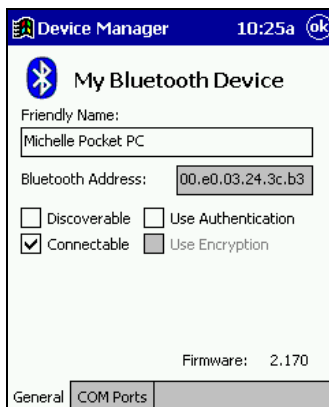 Device Manager 10:25a ok
My Bluetooth Device
Friendly Name:
Michelle Pocket PC
Bluetooth Address: 00.e0.03.24.3c.b3
Discoverable Use Authentication
Connectable Use Encryption
Firmware: 2.170
General COM Ports